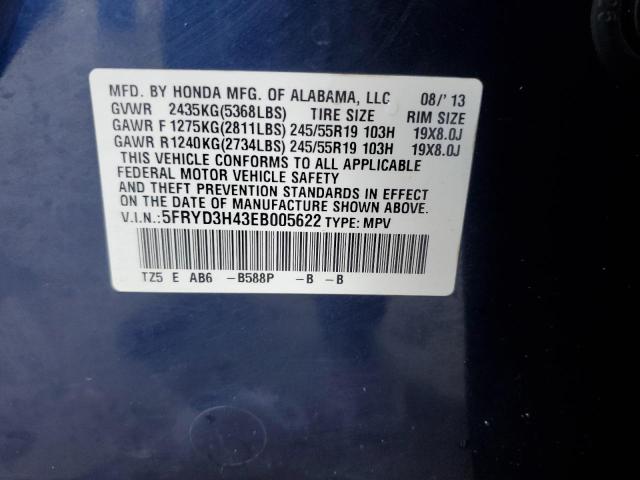 MFD. BY HONDA MFG. OF ALABAMA, LLC 08/'13
GVWR 2435KG(5368LBS) TIRE SIZE RIM SIZE
GAWR F 1275KG(2811LBS) 245/55R19 103H 19X8.0J
GAWR R 1240KG(2734LBS) 245/55R19 103H 19X8.0J
THIS VEHICLE CONFORMS TO ALL APPLICABLE
FEDERAL MOTOR VEHICLE SAFETY
AND THEFT PREVENTION STANDARDS IN EFFECT
ON THE DATE OF MANUFACTURE SHOWN ABOVE.
V.I.N.: 5FRYD3H43EB005622 TYPE: MPV
TZ5 E AB6 -B588P -B -B